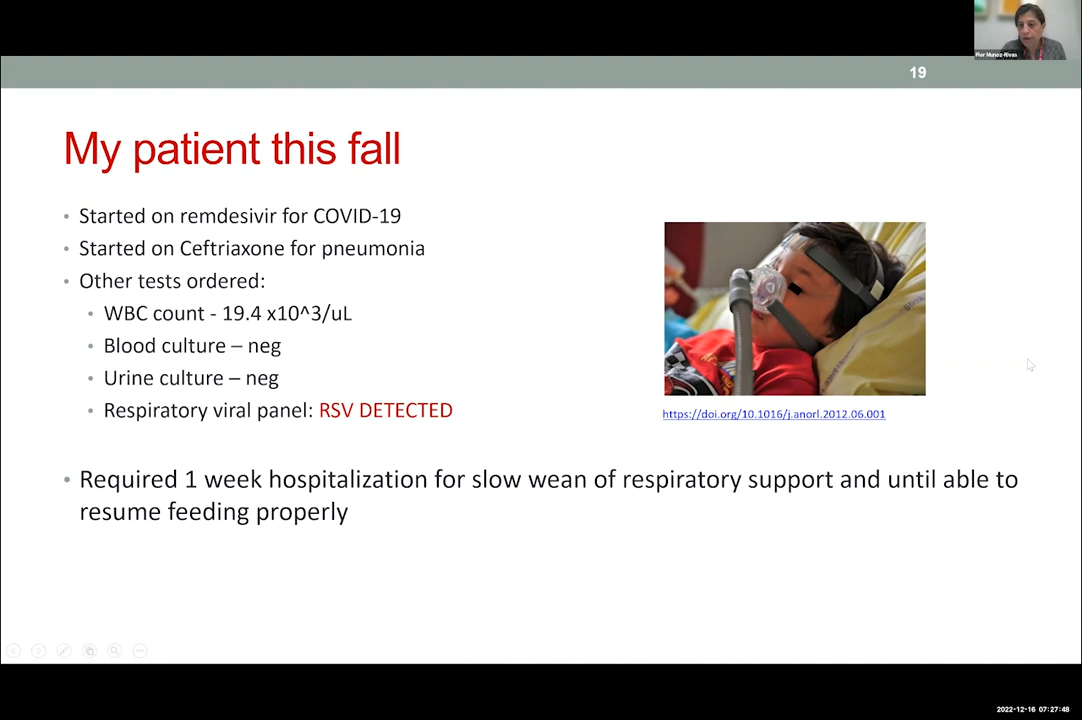 Flor Munoz-Rivas
19
My patient this fall
• Started on remdesivir for COVID-19
• Started on Ceftriaxone for pneumonia
• Other tests ordered:
• WBC count - 19.4 x10^3/uL
• Blood culture – neg
• Urine culture – neg
• Respiratory viral panel: RSV DETECTED
https://doi.org/10.1016/j.anorl.2012.06.001
• Required 1 week hospitalization for slow wean of respiratory support and until able to
resume feeding properly
2022-12-16 07:27:48